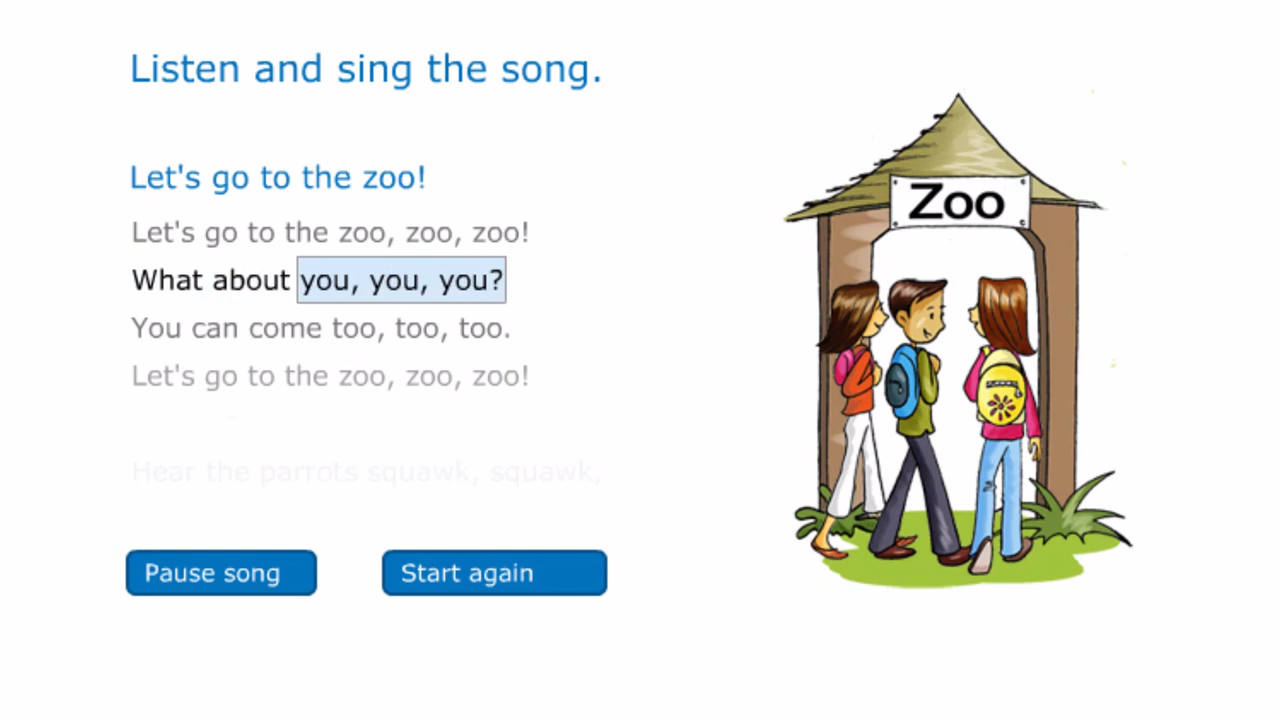 Listen and sing the song.
Let's go to the zoo!
Let's go to the zoo, zoo, zoo!
What about you, you, you?
You can come too, too, too.
Let's go to the zoo, zoo, zoo!
Hear the parrots squawk, squawk,
Pause song
Start again
Zoo